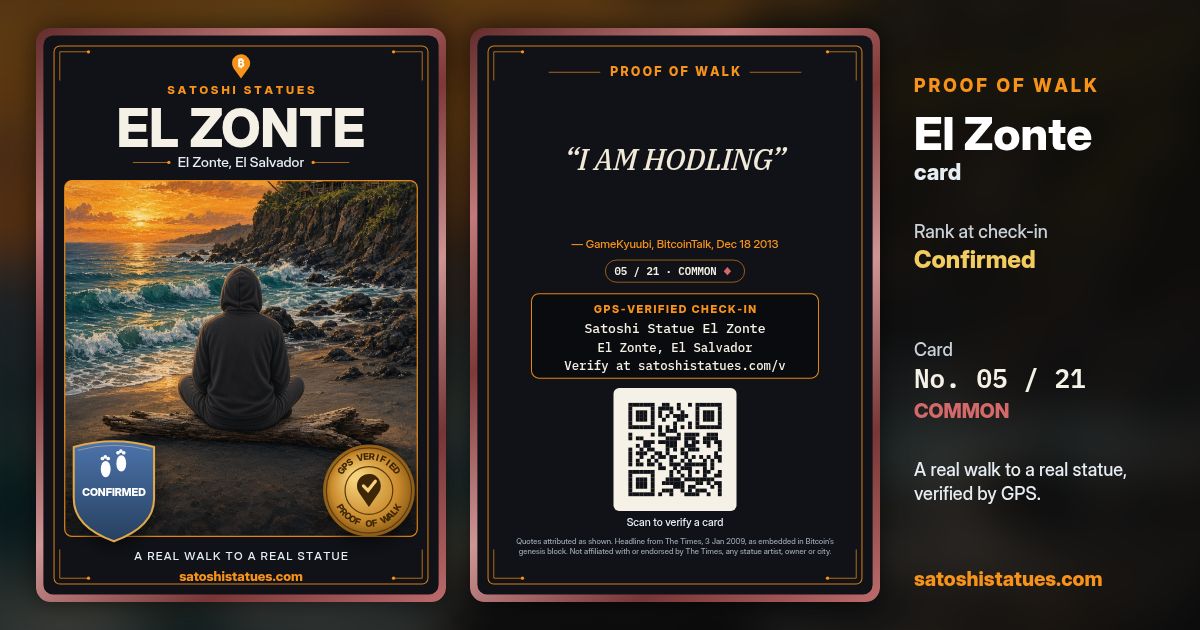 SATOSHI STATUES
EL ZONTE
El Zonte, El Salvador
CONFIRMED
GPS VERIFIED
PROOF OF WALK
A REAL WALK TO A REAL STATUE
satoshistatues.com
PROOF OF WALK
“I AM HODLING”
— GameKyuubi, BitcoinTalk, Dec 18 2013
05 / 21 · COMMON ♦
GPS-VERIFIED CHECK-IN
Satoshi Statue El Zonte
El Zonte, El Salvador
Verify at satoshistatues.com/v
Scan to verify a card
Quotes attributed as shown. Headline from The Times, 3 Jan 2009, as embedded in Bitcoin's
genesis block. Not affiliated with or endorsed by The Times, any statue artist, owner or city.
PROOF OF WALK
El Zonte
card
Rank at check-in
Confirmed
Card
No. 05 / 21
COMMON
A real walk to a real statue,
verified by GPS.
satoshistatues.com